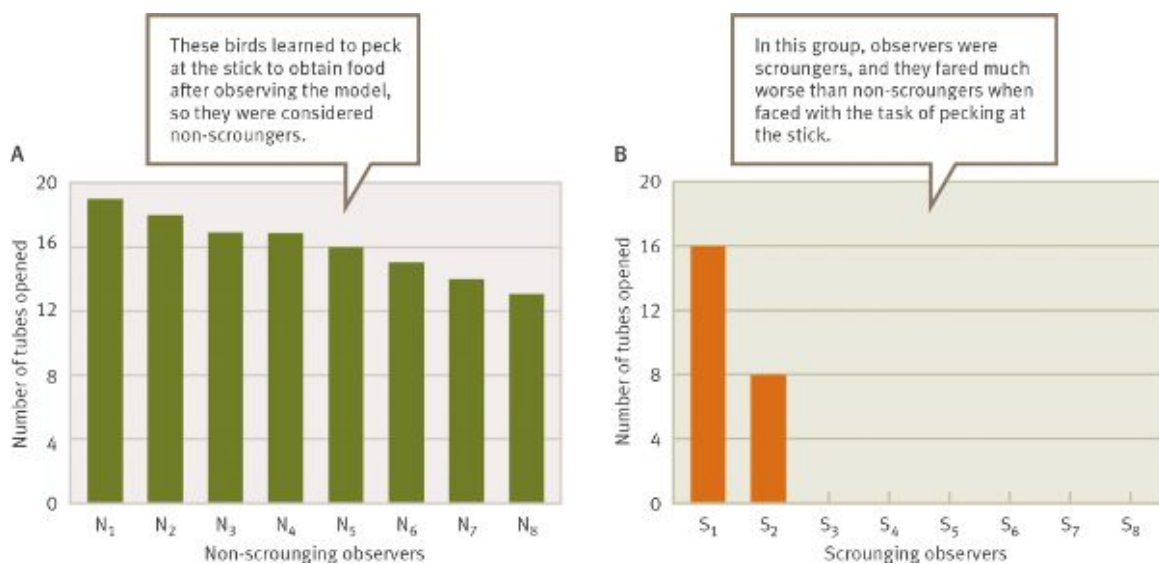 These birds learned to peck
at the stick to obtain food
after observing the model,
so they were considered
non-scroungers.
In this group, observers were
scroungers, and they fared much
worse than non-scroungers when
faced with the task of pecking at
the stick.
A
20
16
12
8
4
0
Number of tubes opened
N₁ N₂ N₃ N₄ N₅ N₆ N₇ N₈
Non-scrounging observers
B
20
16
12
8
4
0
Number of tubes opened
S₁ S₂ S₃ S₄ S₅ S₆ S₇ S₈
Scrounging observers